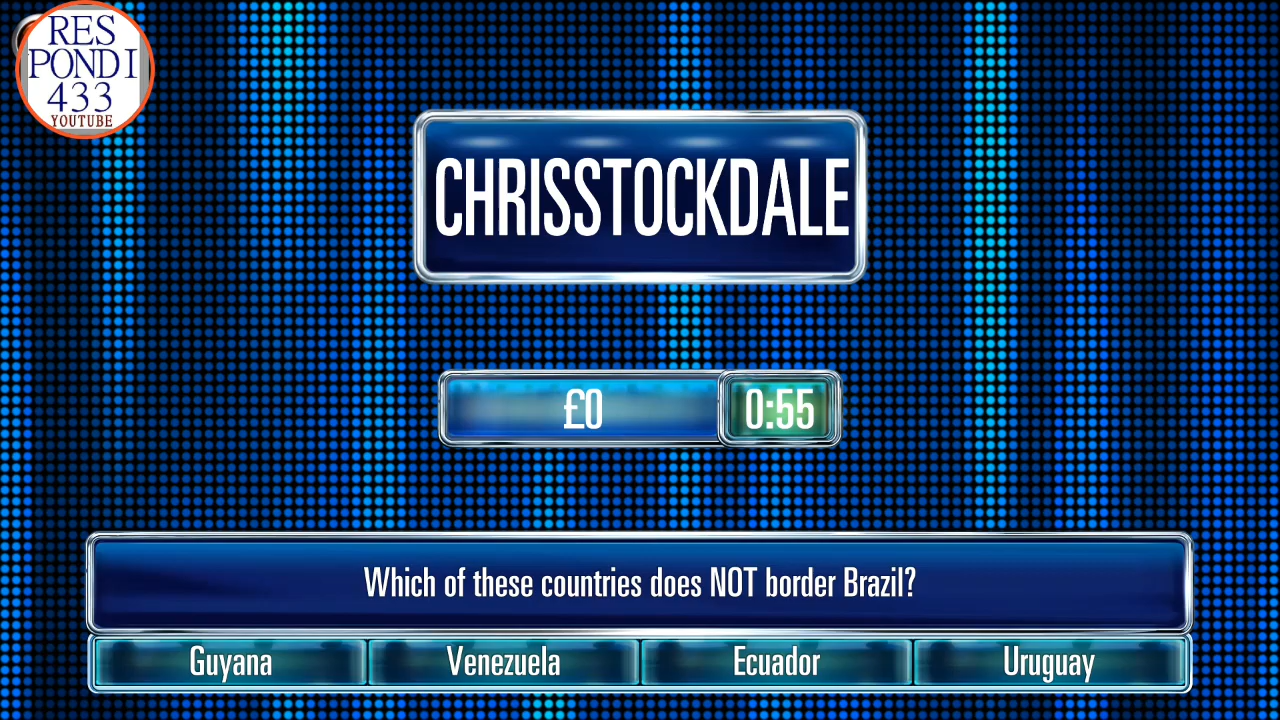 RES
PONDI
433
YOUTUBE
CHRISSTOCKDALE
£0
0:55
Which of these countries does NOT border Brazil?
Guyana
Venezuela
Ecuador
Uruguay